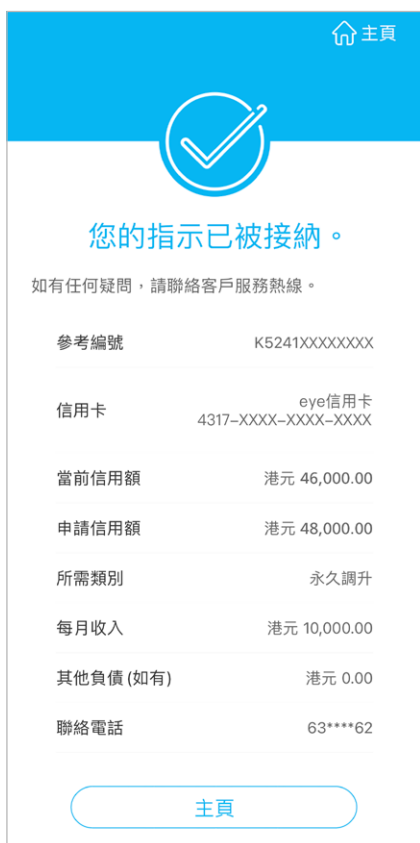 主頁
您的指示已被接納。
如有任何疑問，請聯絡客戶服務熱線。
參考編號 K5241XXXXXXXX
信用卡 eye信用卡
4317–XXXX–XXXX–XXXX
當前信用額 港元 46,000.00
申請信用額 港元 48,000.00
所需類別 永久調升
每月收入 港元 10,000.00
其他負債 (如有) 港元 0.00
聯絡電話 63****62
主頁